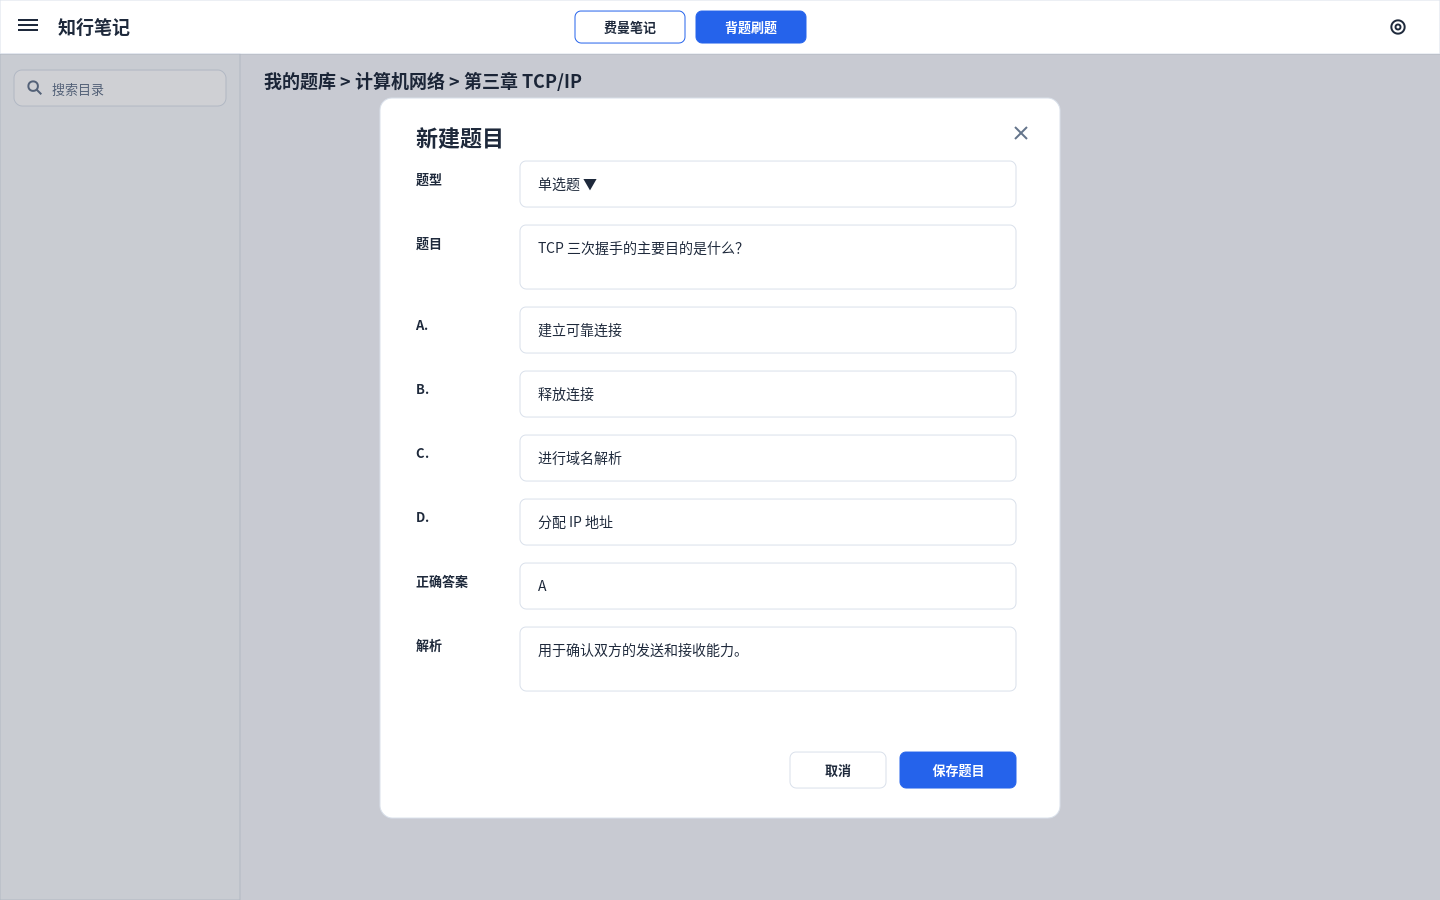 知行笔记
费曼笔记
背题刷题
搜索目录
我的题库 > 计算机网络 > 第三章 TCP/IP
新建题目
题型
单选题 ▼
题目
TCP 三次握手的主要目的是什么？
A.
建立可靠连接
B.
释放连接
C.
进行域名解析
D.
分配 IP 地址
正确答案
A
解析
用于确认双方的发送和接收能力。
取消
保存题目